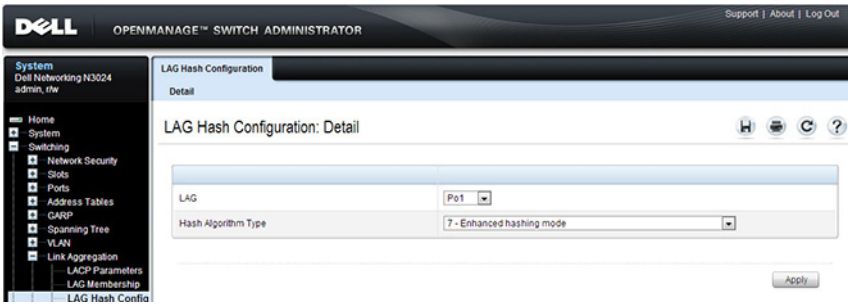 DELL OPENMANAGE™ SWITCH ADMINISTRATOR
Support | About | Log Out
System
Dell Networking N3024
admin, r/w
Home
System
Switching
Network Security
Slots
Ports
Address Tables
GARP
Spanning Tree
VLAN
Link Aggregation
LACP Parameters
LAG Membership
LAG Hash Config
LAG Hash Configuration
Detail
LAG Hash Configuration: Detail
LAG Po1
Hash Algorithm Type 7 - Enhanced hashing mode
Apply